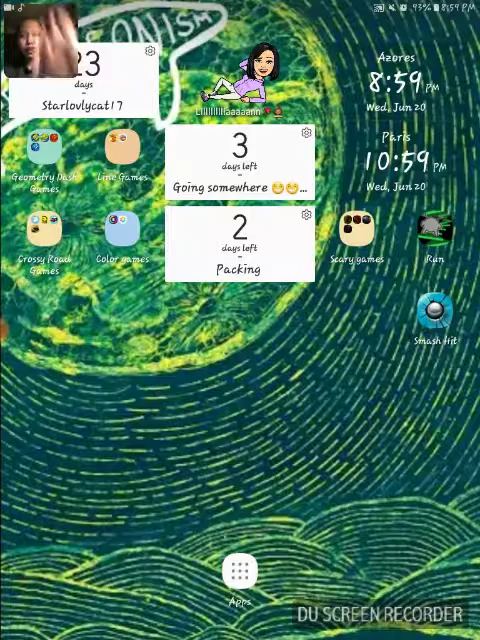 93% 8:59 PM
ONISM
23
days
-
Starlovlycat17
Azores
8:59 PM
Wed, Jun 20
3
days left
-
Going somewhere 😁😁...
Paris
10:59 PM
Wed, Jun 20
Geometry Dash
Games
Line Games
2
days left
-
Packing
Crossy Road
Games
Color games
Scary games
Run
Smash Hit
Apps
DU SCREEN RECORDER